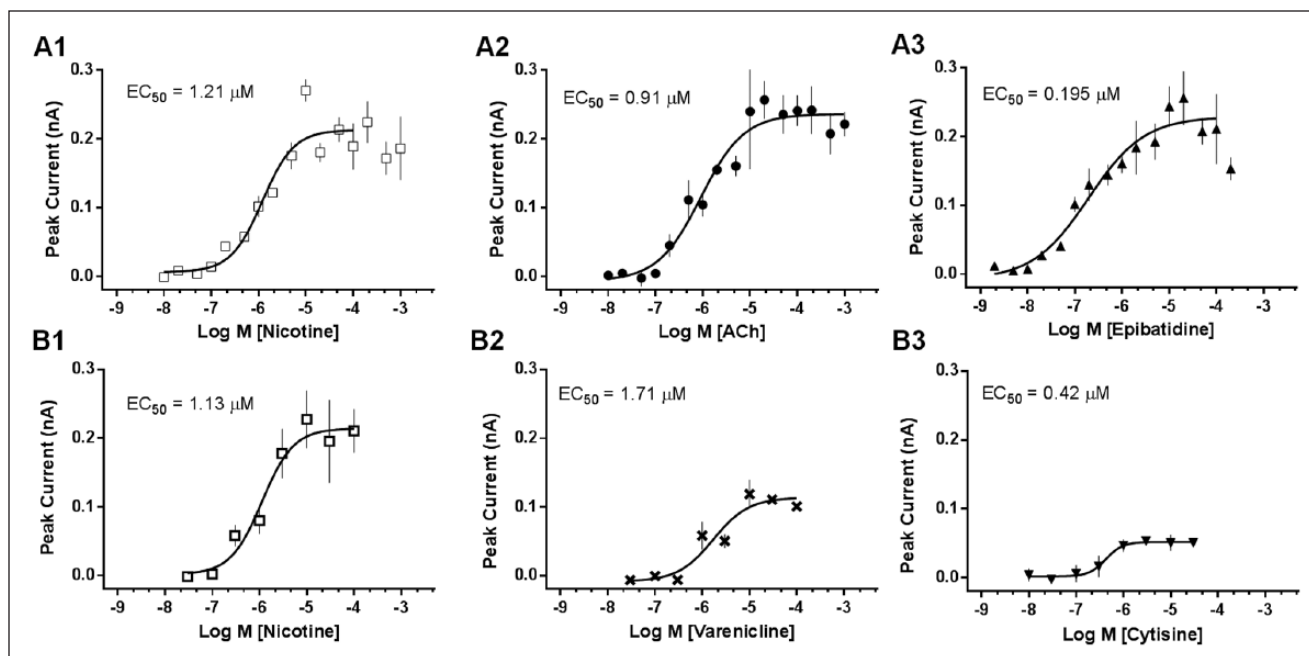 A1
EC50 = 1.21 μM
Peak Current (nA)
0.3
0.2
0.1
0.0
-9 -8 -7 -6 -5 -4 -3
Log M [Nicotine]
A2
EC50 = 0.91 μM
Peak Current (nA)
0.3
0.2
0.1
0.0
-9 -8 -7 -6 -5 -4 -3
Log M [ACh]
A3
EC50 = 0.195 μM
Peak Current (nA)
0.3
0.2
0.1
0.0
-9 -8 -7 -6 -5 -4 -3
Log M [Epibatidine]
B1
EC50 = 1.13 μM
Peak Current (nA)
0.3
0.2
0.1
0.0
-9 -8 -7 -6 -5 -4 -3
Log M [Nicotine]
B2
EC50 = 1.71 μM
Peak Current (nA)
0.3
0.2
0.1
0.0
-9 -8 -7 -6 -5 -4 -3
Log M [Varenicline]
B3
EC50 = 0.42 μM
Peak Current (nA)
0.3
0.2
0.1
0.0
-9 -8 -7 -6 -5 -4 -3
Log M [Cytisine]